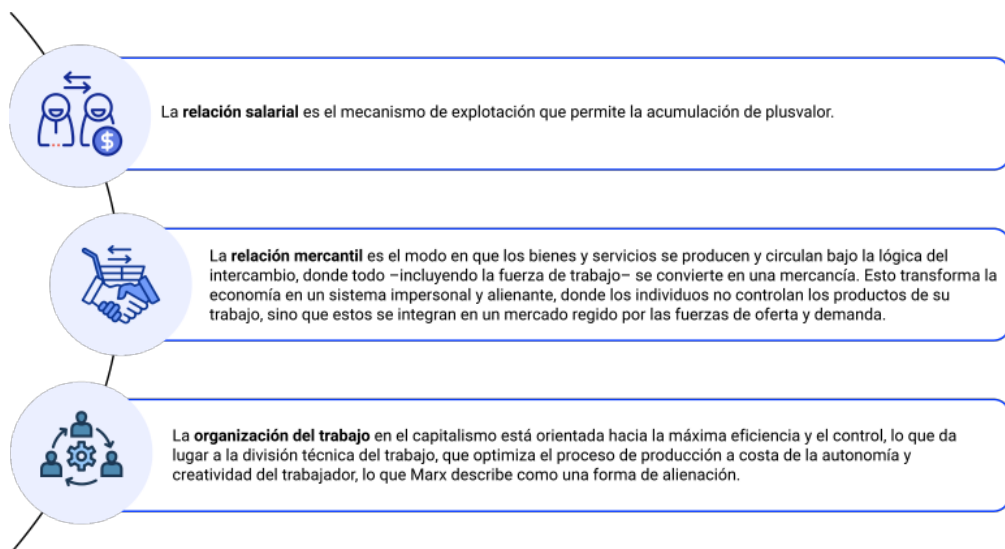 $
La relación salarial es el mecanismo de explotación que permite la acumulación de plusvalor.
La relación mercantil es el modo en que los bienes y servicios se producen y circulan bajo la lógica del
intercambio, donde todo –incluyendo la fuerza de trabajo– se convierte en una mercancía. Esto transforma la
economía en un sistema impersonal y alienante, donde los individuos no controlan los productos de su
trabajo, sino que estos se integran en un mercado regido por las fuerzas de oferta y demanda.
La organización del trabajo en el capitalismo está orientada hacia la máxima eficiencia y el control, lo que da
lugar a la división técnica del trabajo, que optimiza el proceso de producción a costa de la autonomía y
creatividad del trabajador, lo que Marx describe como una forma de alienación.